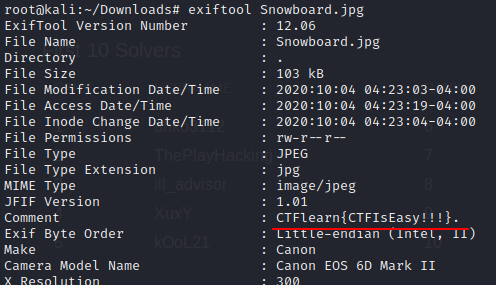 root@kali:~/Downloads# exiftool Snowboard.jpg
ExifTool Version Number : 12.06
File Name : Snowboard.jpg
Directory : .
File Size : 103 kB
File Modification Date/Time : 2020:10:04 04:23:03-04:00
File Access Date/Time : 2020:10:04 04:23:19-04:00
File Inode Change Date/Time : 2020:10:04 04:23:04-04:00
File Permissions : rw-r--r--
File Type : JPEG
File Type Extension : jpg
MIME Type : image/jpeg
JFIF Version : 1.01
Comment : CTFlearn{CTFIsEasy!!!}.
Exif Byte Order : Little-endian (Intel, II)
Make : Canon
Camera Model Name : Canon EOS 6D Mark II
X Resolution : 300
10 Solvers
ThePlayHacking 7
ill_advisor 8
XuxY
kOoL21 10